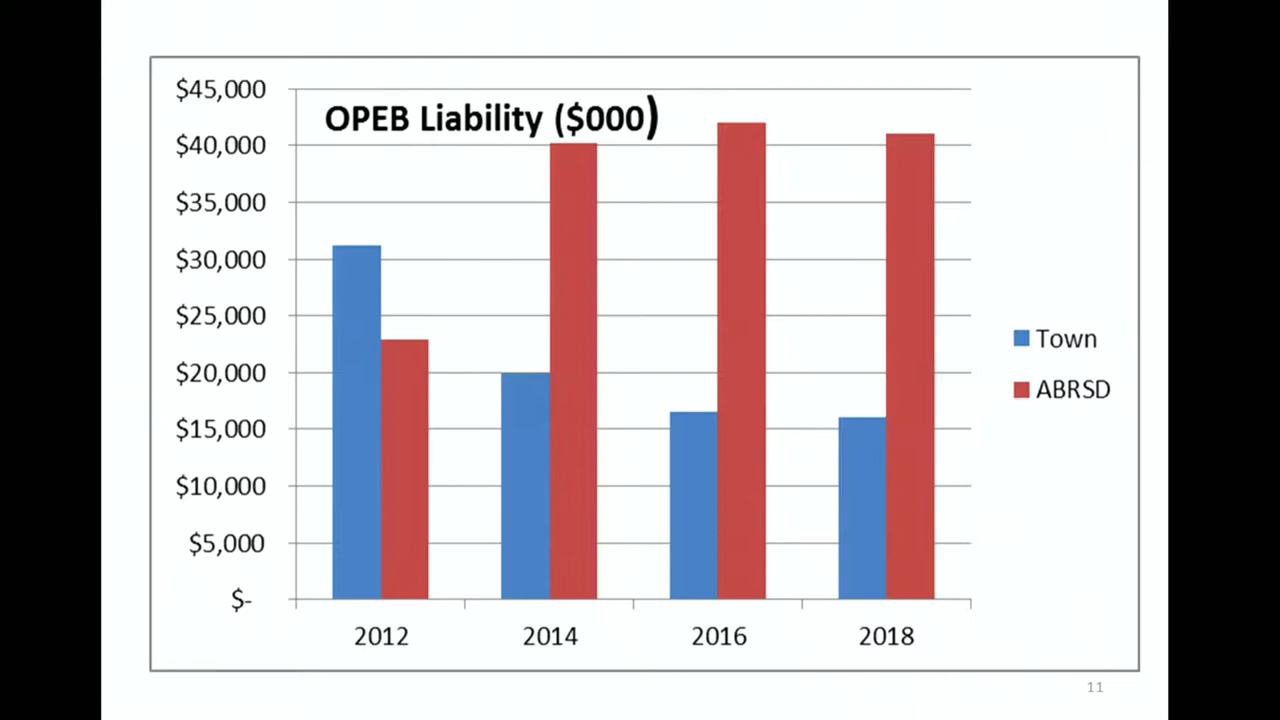 OPEB Liability ($000)
$45,000
$40,000
$35,000
$30,000
$25,000
$20,000
$15,000
$10,000
$5,000
$-
2012 2014 2016 2018
Town
ABRSD
11